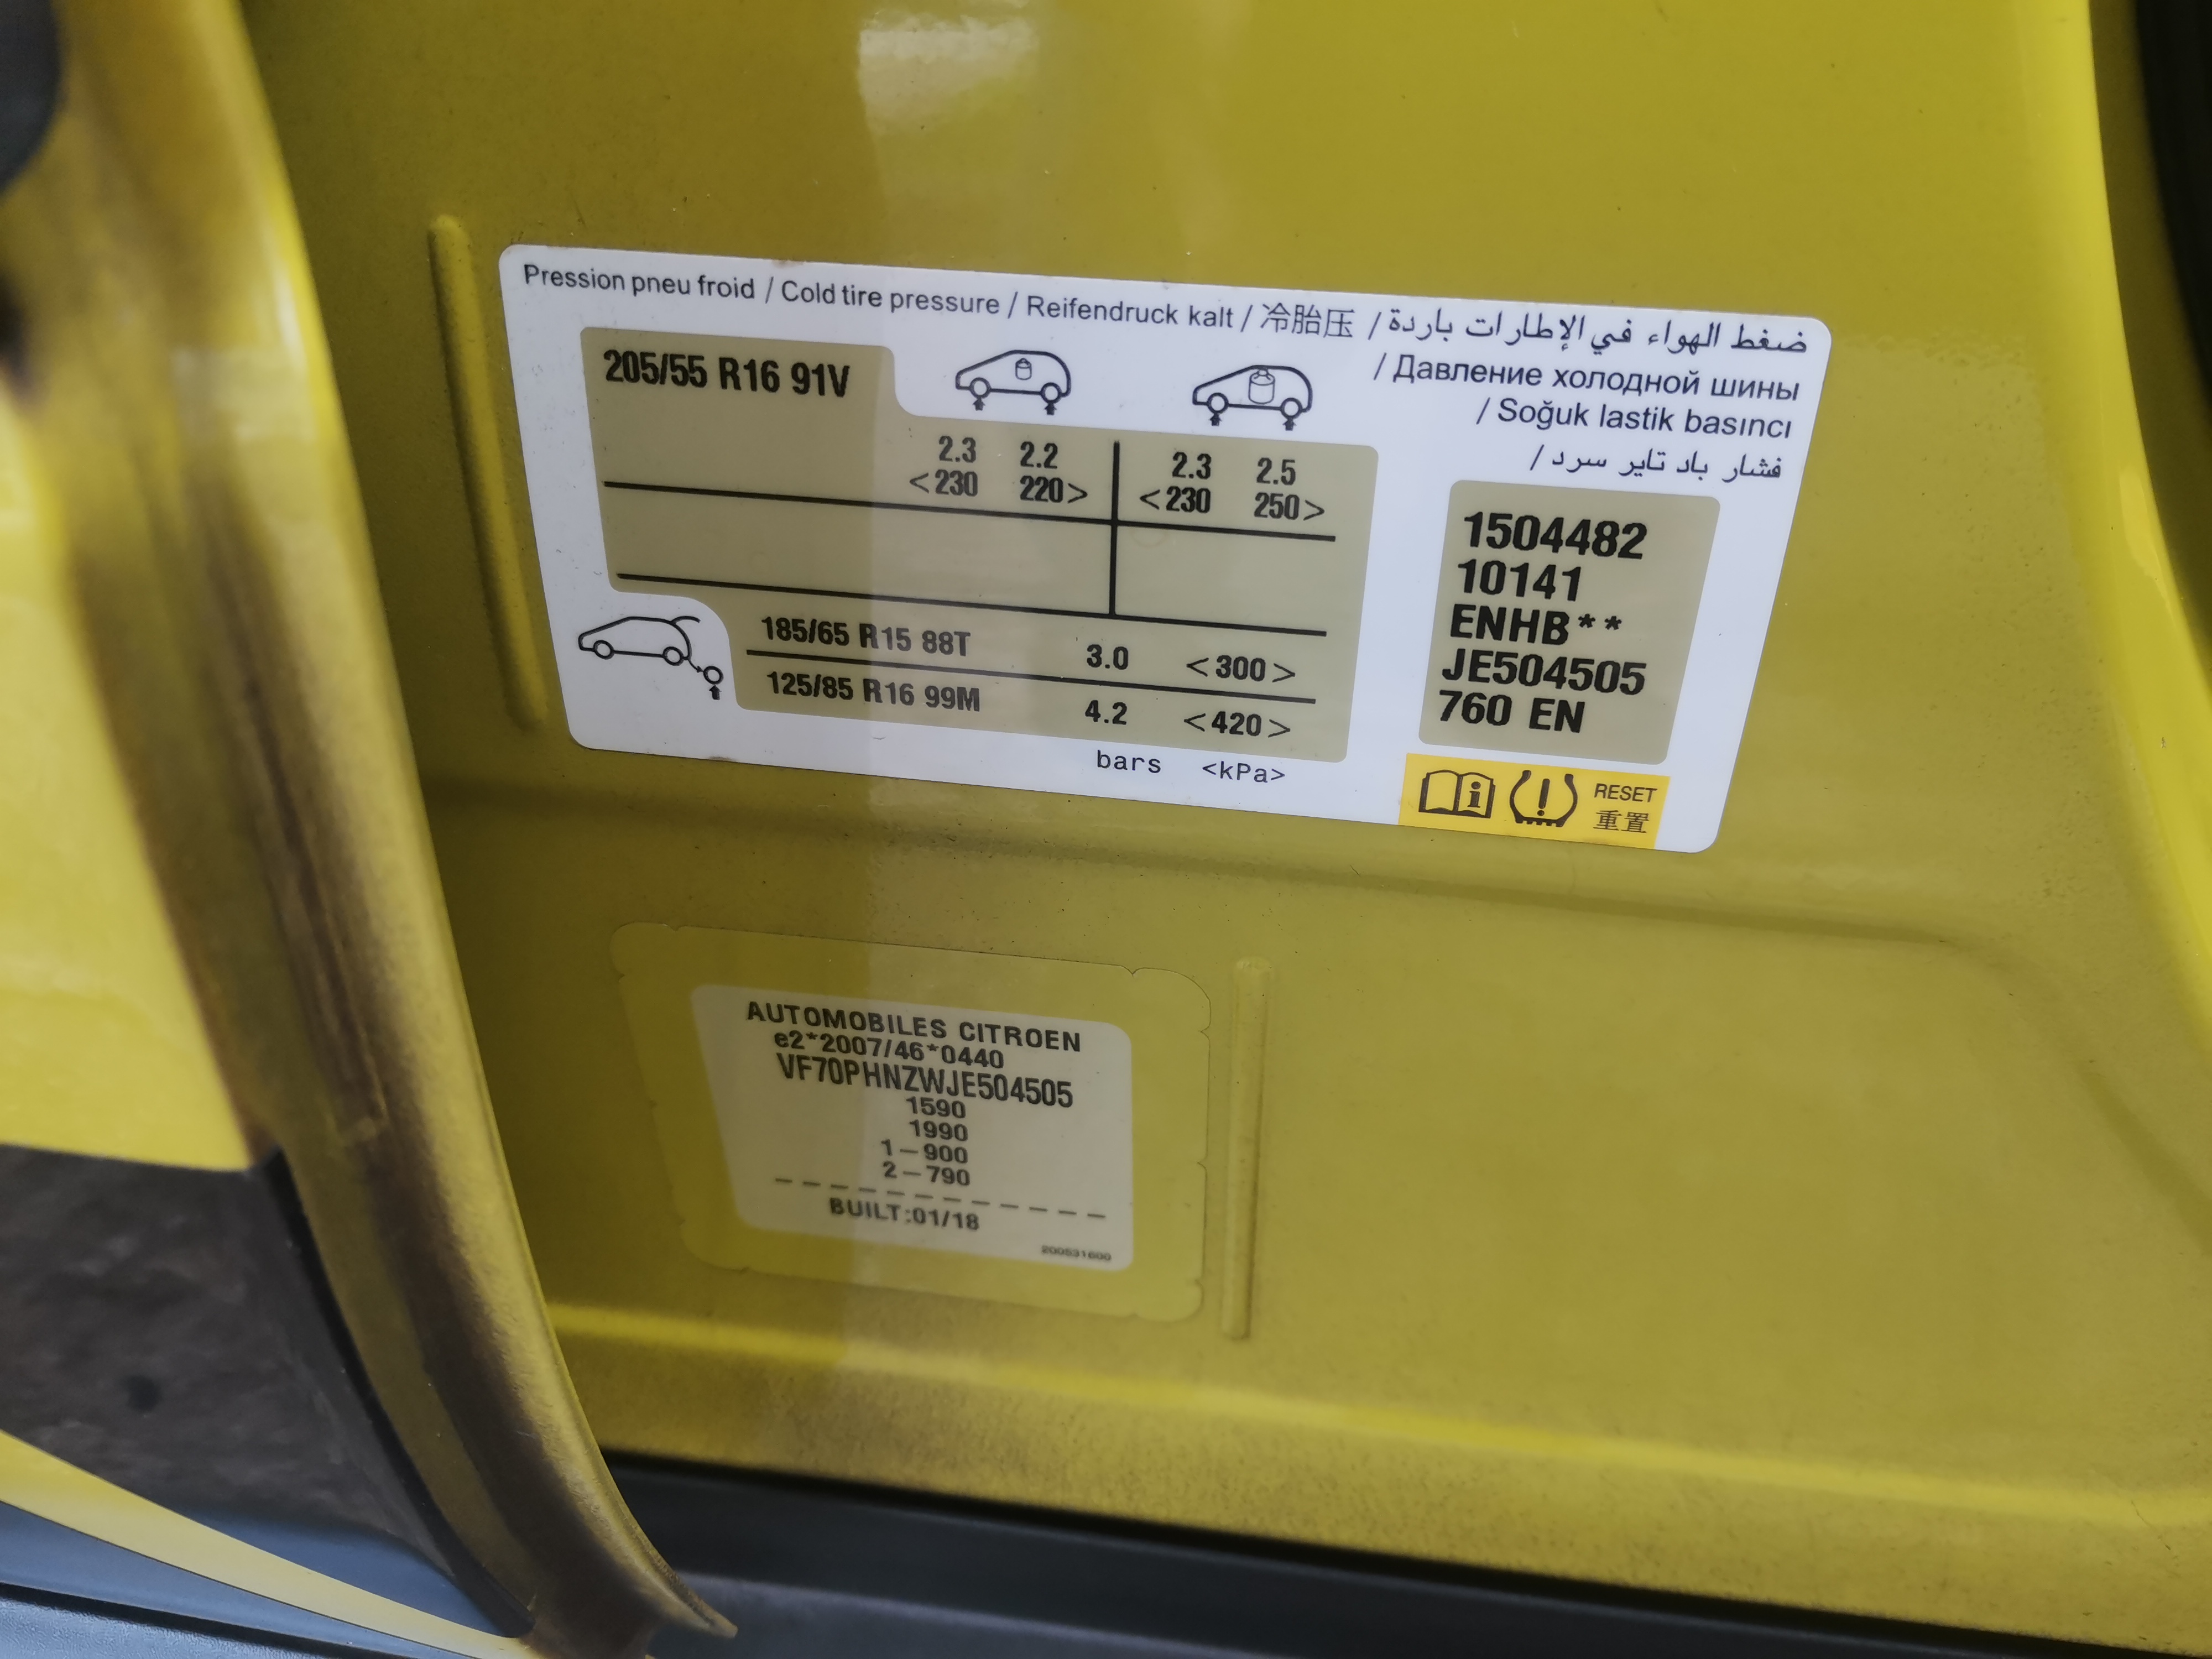 Pression pneu froid / Cold tire pressure / Reifendruck kalt / 冷胎压 / ضغط الهواء في الإطارات باردة
/ Давление холодной шины
/ Soğuk lastik basıncı
/ فشار باد تایر سرد
205/55 R16 91V
2.3 2.2 2.3 2.5
<230 220> <230 250>
185/65 R15 88T 3.0 <300>
125/85 R16 99M 4.2 <420>
bars <kPa>
1504482
10141
ENHB**
JE504505
760 EN
RESET
重置
AUTOMOBILES CITROEN
e2*2007/46*0440
VF70PHNZWJE504505
1590
1990
1-900
2-790
BUILT:01/18
200531600